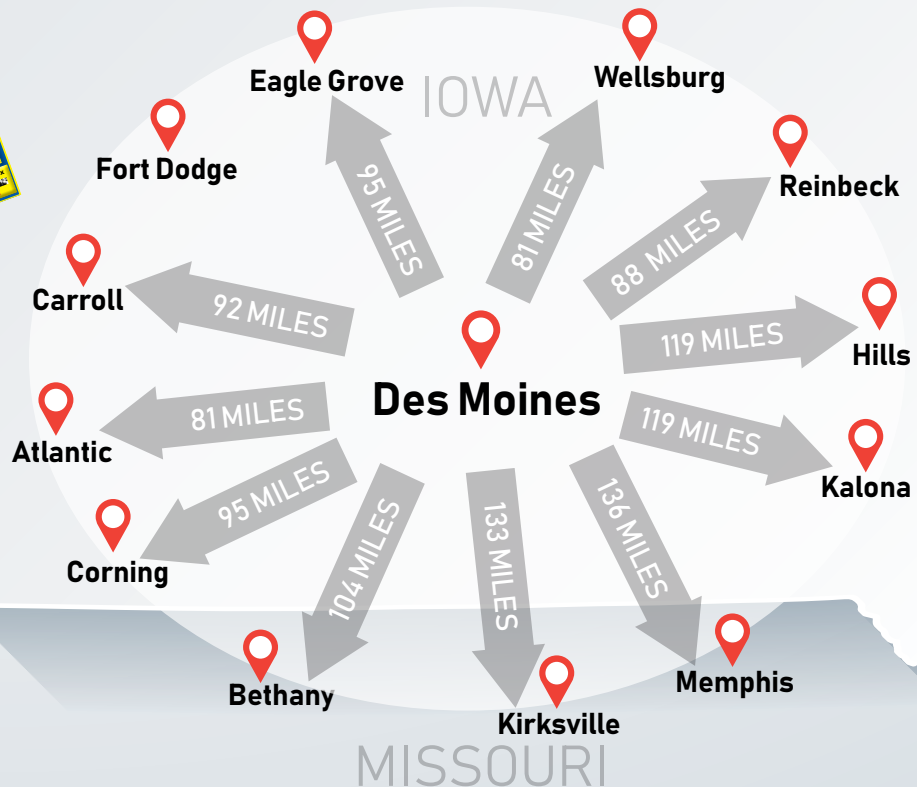 Eagle Grove
IOWA
Wellsburg
Fort Dodge
95 MILES
81 MILES
Reinbeck
88 MILES
Carroll
92 MILES
119 MILES
Hills
Des Moines
81 MILES
119 MILES
Atlantic
95 MILES
Kalona
Corning
104 MILES
133 MILES
136 MILES
Bethany
Kirksville
Memphis
MISSOURI